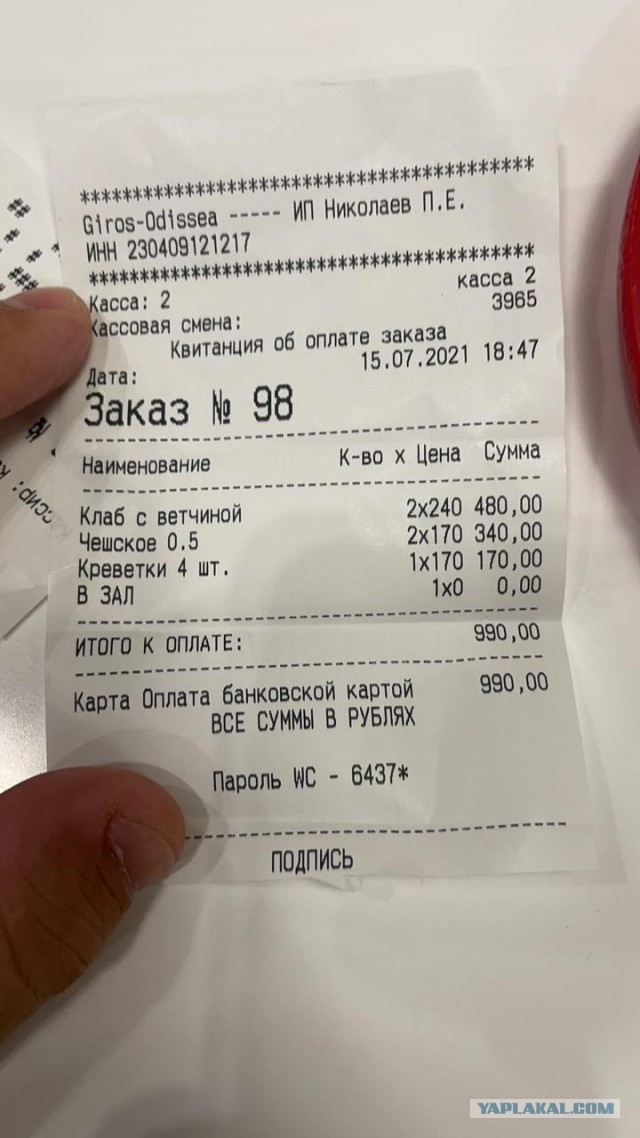 *******************************************
Giros-Odissea ----- ИП Николаев П.Е.
ИНН 230409121217
*******************************************
Касса: 2 касса 2
Кассовая смена: 3965
Квитанция об оплате заказа
Дата: 15.07.2021 18:47
Заказ № 98
Наименование К-во х Цена Сумма
Клаб с ветчиной 2x240 480,00
Чешское 0.5 2x170 340,00
Креветки 4 шт. 1x170 170,00
В ЗАЛ 1x0 0,00
ИТОГО К ОПЛАТЕ: 990,00
Карта Оплата банковской картой 990,00
ВСЕ СУММЫ В РУБЛЯХ
Пароль WC - 6437*
ПОДПИСЬ
YAPLAKAL.COM